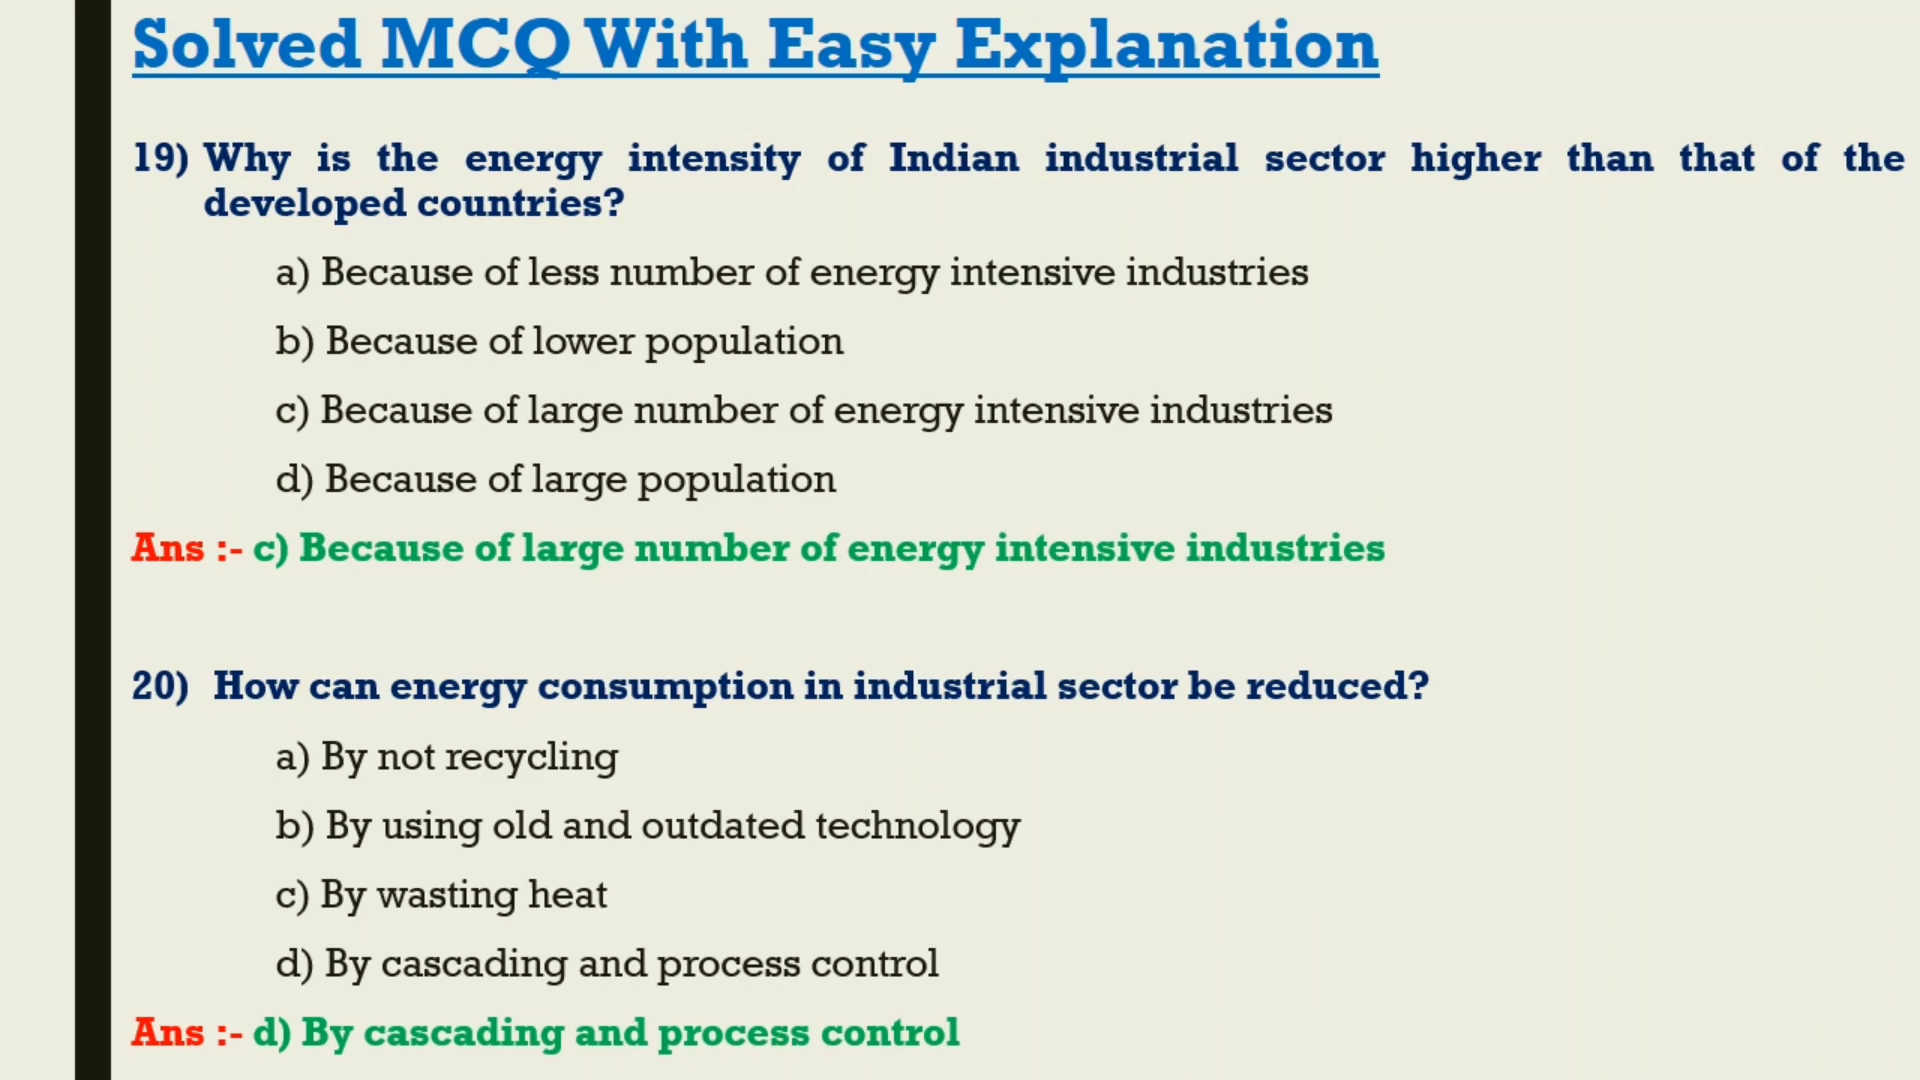 Solved MCQ With Easy Explanation
19) Why is the energy intensity of Indian industrial sector higher than that of the
developed countries?
a) Because of less number of energy intensive industries
b) Because of lower population
c) Because of large number of energy intensive industries
d) Because of large population
Ans :- c) Because of large number of energy intensive industries
20) How can energy consumption in industrial sector be reduced?
a) By not recycling
b) By using old and outdated technology
c) By wasting heat
d) By cascading and process control
Ans :- d) By cascading and process control